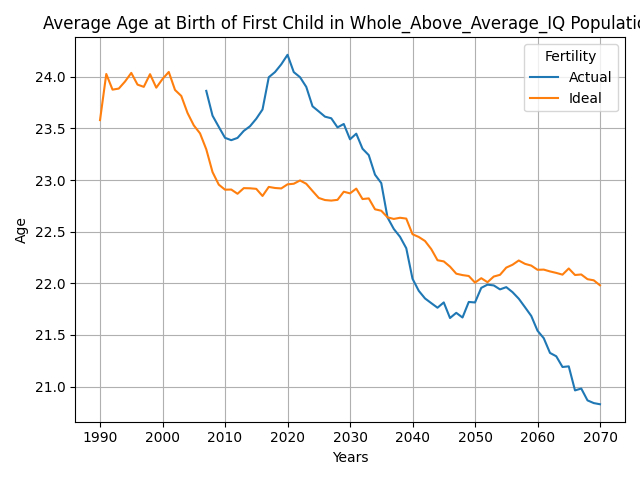 Average Age at Birth of First Child in Whole_Above_Average_IQ Populatio
Fertility
Actual
Ideal
24.0
23.5
23.0
22.5
22.0
21.5
21.0
Age
1990 2000 2010 2020 2030 2040 2050 2060 2070
Years